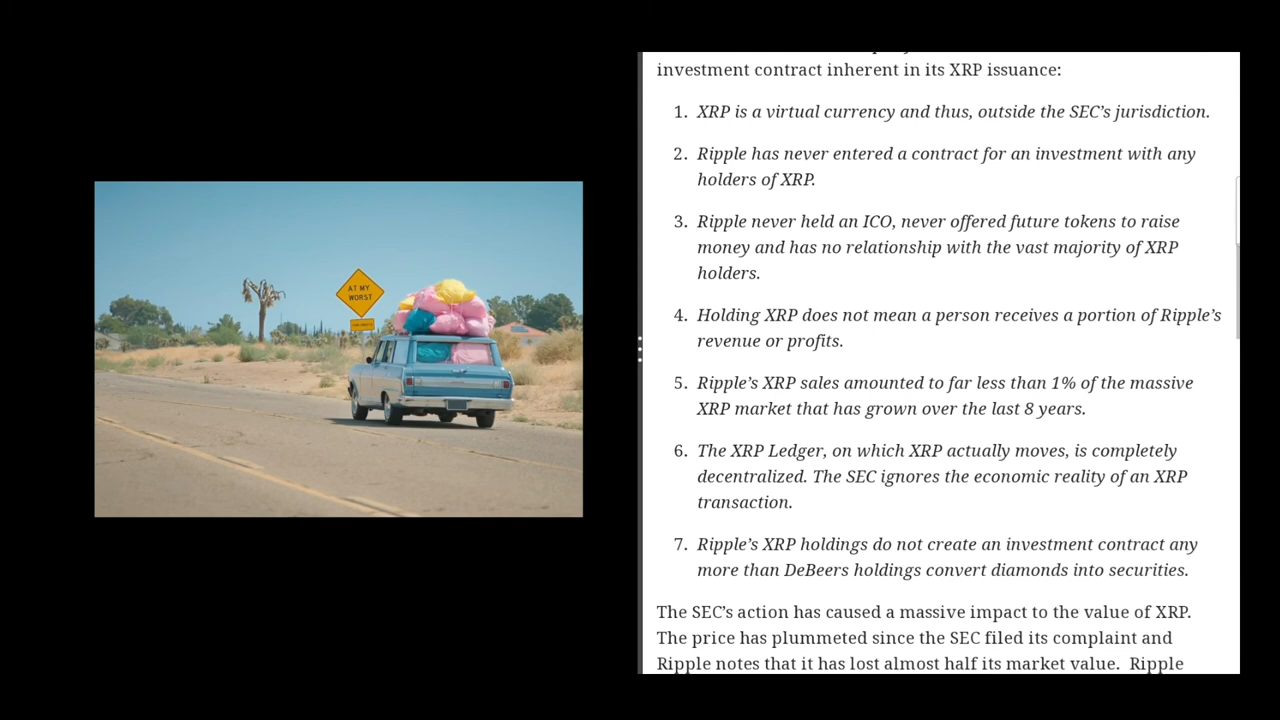 AT MY
WORST
investment contract inherent in its XRP issuance:
1. XRP is a virtual currency and thus, outside the SEC’s jurisdiction.
2. Ripple has never entered a contract for an investment with any
holders of XRP.
3. Ripple never held an ICO, never offered future tokens to raise
money and has no relationship with the vast majority of XRP
holders.
4. Holding XRP does not mean a person receives a portion of Ripple’s
revenue or profits.
5. Ripple’s XRP sales amounted to far less than 1% of the massive
XRP market that has grown over the last 8 years.
6. The XRP Ledger, on which XRP actually moves, is completely
decentralized. The SEC ignores the economic reality of an XRP
transaction.
7. Ripple’s XRP holdings do not create an investment contract any
more than DeBeers holdings convert diamonds into securities.
The SEC’s action has caused a massive impact to the value of XRP.
The price has plummeted since the SEC filed its complaint and
Ripple notes that it has lost almost half its market value. Ripple